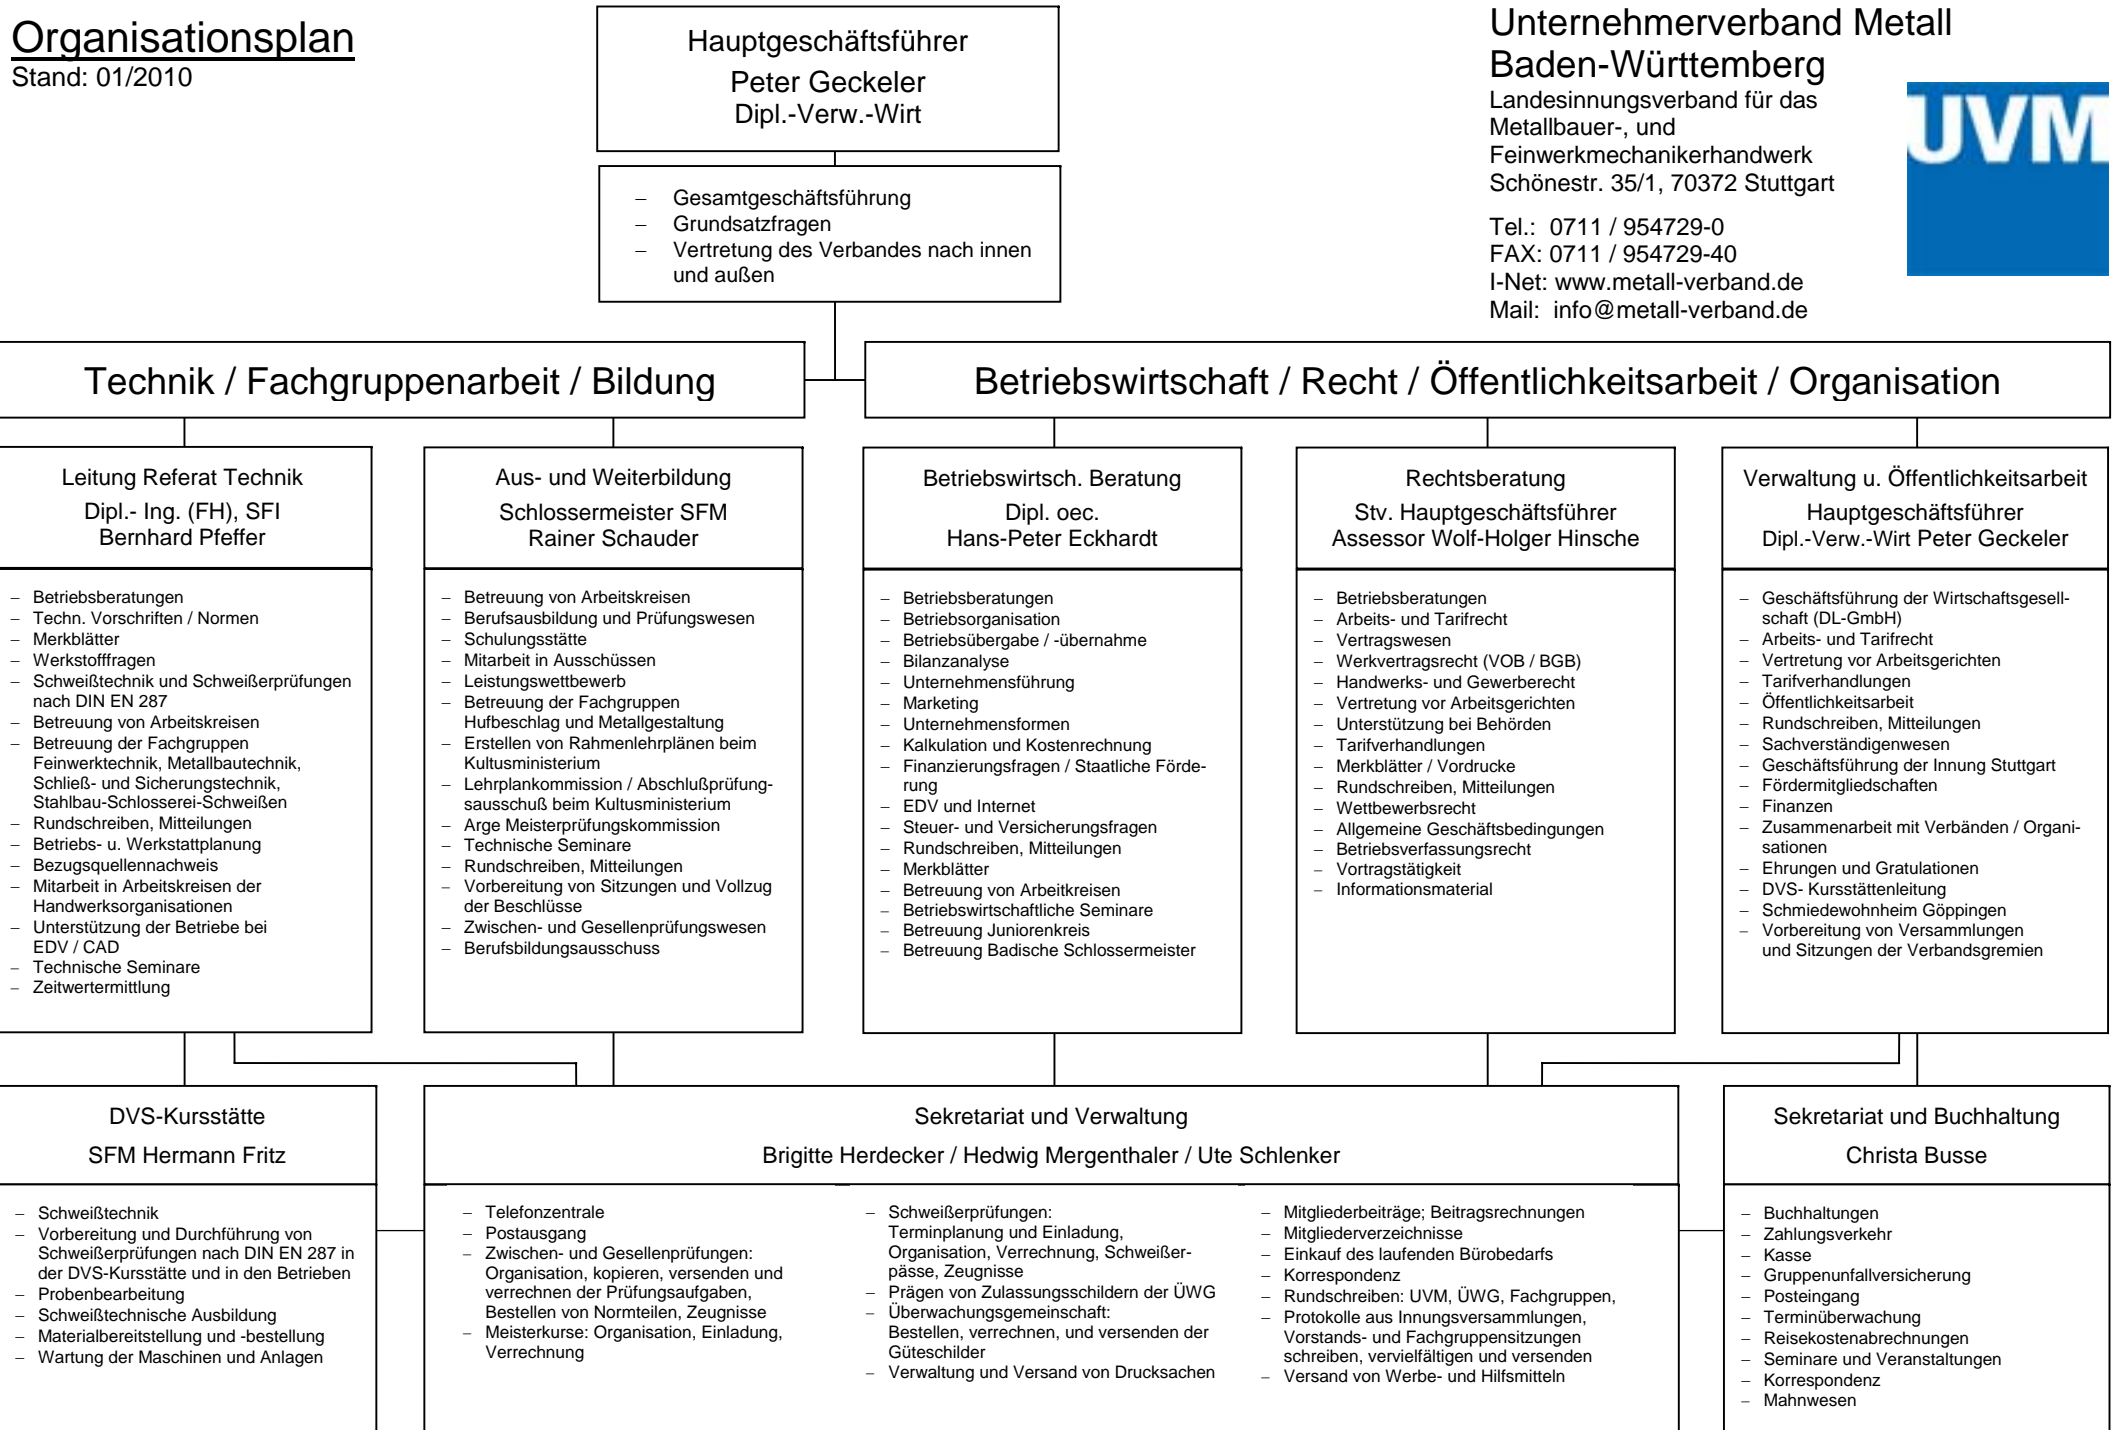 Organisationsplan
Stand: 01/2010
Hauptgeschäftsführer
Peter Geckeler
Dipl.-Verw.-Wirt
– Gesamtgeschäftsführung
– Grundsatzfragen
– Vertretung des Verbandes nach innen
und außen
Unternehmerverband Metall
Baden-Württemberg
Landesinnungsverband für das
Metallbauer-, und
Feinwerkmechanikerhandwerk
Schönestr. 35/1, 70372 Stuttgart
Tel.: 0711 / 954729-0
FAX: 0711 / 954729-40
I-Net: www.metall-verband.de
Mail: info@metall-verband.de
UVM
Technik / Fachgruppenarbeit / Bildung
Betriebswirtschaft / Recht / Öffentlichkeitsarbeit / Organisation
Leitung Referat Technik
Dipl.- Ing. (FH), SFI
Bernhard Pfeffer
– Betriebsberatungen
– Techn. Vorschriften / Normen
– Merkblätter
– Werkstofffragen
– Schweißtechnik und Schweißerprüfungen
nach DIN EN 287
– Betreuung von Arbeitskreisen
– Betreuung der Fachgruppen
Feinwerktechnik, Metallbautechnik,
Schließ- und Sicherungstechnik,
Stahlbau-Schlosserei-Schweißen
– Rundschreiben, Mitteilungen
– Betriebs- u. Werkstattplanung
– Bezugsquellennachweis
– Mitarbeit in Arbeitskreisen der
Handwerksorganisationen
– Unterstützung der Betriebe bei
EDV / CAD
– Technische Seminare
– Zeitwertermittlung
Aus- und Weiterbildung
Schlossermeister SFM
Rainer Schauder
– Betreuung von Arbeitskreisen
– Berufsausbildung und Prüfungswesen
– Schulungsstätte
– Mitarbeit in Ausschüssen
– Leistungswettbewerb
– Betreuung der Fachgruppen
Hufbeschlag und Metallgestaltung
– Erstellen von Rahmenlehrplänen beim
Kultusministerium
– Lehrplankommission / Abschlußprüfung-
sausschuß beim Kultusministerium
– Arge Meisterprüfungskommission
– Technische Seminare
– Rundschreiben, Mitteilungen
– Vorbereitung von Sitzungen und Vollzug
der Beschlüsse
– Zwischen- und Gesellenprüfungswesen
– Berufsbildungsausschuss
Betriebswirtsch. Beratung
Dipl. oec.
Hans-Peter Eckhardt
– Betriebsberatungen
– Betriebsorganisation
– Betriebsübergabe / -übernahme
– Bilanzanalyse
– Unternehmensführung
– Marketing
– Unternehmensformen
– Kalkulation und Kostenrechnung
– Finanzierungsfragen / Staatliche Förde-
rung
– EDV und Internet
– Steuer- und Versicherungsfragen
– Rundschreiben, Mitteilungen
– Merkblätter
– Betreuung von Arbeitkreisen
– Betriebswirtschaftliche Seminare
– Betreuung Juniorenkreis
– Betreuung Badische Schlossermeister
Rechtsberatung
Stv. Hauptgeschäftsführer
Assessor Wolf-Holger Hinsche
– Betriebsberatungen
– Arbeits- und Tarifrecht
– Vertragswesen
– Werkvertragsrecht (VOB / BGB)
– Handwerks- und Gewerberecht
– Vertretung vor Arbeitsgerichten
– Unterstützung bei Behörden
– Tarifverhandlungen
– Merkblätter / Vordrucke
– Rundschreiben, Mitteilungen
– Wettbewerbsrecht
– Allgemeine Geschäftsbedingungen
– Betriebsverfassungsrecht
– Vortragstätigkeit
– Informationsmaterial
Verwaltung u. Öffentlichkeitsarbeit
Hauptgeschäftsführer
Dipl.-Verw.-Wirt Peter Geckeler
– Geschäftsführung der Wirtschaftsgesell-
schaft (DL-GmbH)
– Arbeits- und Tarifrecht
– Vertretung vor Arbeitsgerichten
– Tarifverhandlungen
– Öffentlichkeitsarbeit
– Rundschreiben, Mitteilungen
– Sachverständigenwesen
– Geschäftsführung der Innung Stuttgart
– Fördermitgliedschaften
– Finanzen
– Zusammenarbeit mit Verbänden / Organi-
sationen
– Ehrungen und Gratulationen
– DVS- Kursstättenleitung
– Schmiedewohnheim Göppingen
– Vorbereitung von Versammlungen
und Sitzungen der Verbandsgremien
DVS-Kursstätte
SFM Hermann Fritz
– Schweißtechnik
– Vorbereitung und Durchführung von
Schweißerprüfungen nach DIN EN 287 in
der DVS-Kursstätte und in den Betrieben
– Probenbearbeitung
– Schweißtechnische Ausbildung
– Materialbereitstellung und -bestellung
– Wartung der Maschinen und Anlagen
Sekretariat und Verwaltung
Brigitte Herdecker / Hedwig Mergenthaler / Ute Schlenker
– Telefonzentrale
– Postausgang
– Zwischen- und Gesellenprüfungen:
Organisation, kopieren, versenden und
verrechnen der Prüfungsaufgaben,
Bestellen von Normteilen, Zeugnisse
– Meisterkurse: Organisation, Einladung,
Verrechnung
– Schweißerprüfungen:
Terminplanung und Einladung,
Organisation, Verrechnung, Schweißer-
pässe, Zeugnisse
– Prägen von Zulassungsschildern der ÜWG
– Überwachungsgemeinschaft:
Bestellen, verrechnen, und versenden der
Güteschilder
– Verwaltung und Versand von Drucksachen
– Mitgliederbeiträge; Beitragsrechnungen
– Mitgliederverzeichnisse
– Einkauf des laufenden Bürobedarfs
– Korrespondenz
– Rundschreiben: UVM, ÜWG, Fachgruppen,
– Protokolle aus Innungsversammlungen,
Vorstands- und Fachgruppensitzungen
schreiben, vervielfältigen und versenden
– Versand von Werbe- und Hilfsmitteln
Sekretariat und Buchhaltung
Christa Busse
– Buchhaltungen
– Zahlungsverkehr
– Kasse
– Gruppenunfallversicherung
– Posteingang
– Terminüberwachung
– Reisekostenabrechnungen
– Seminare und Veranstaltungen
– Korrespondenz
– Mahnwesen